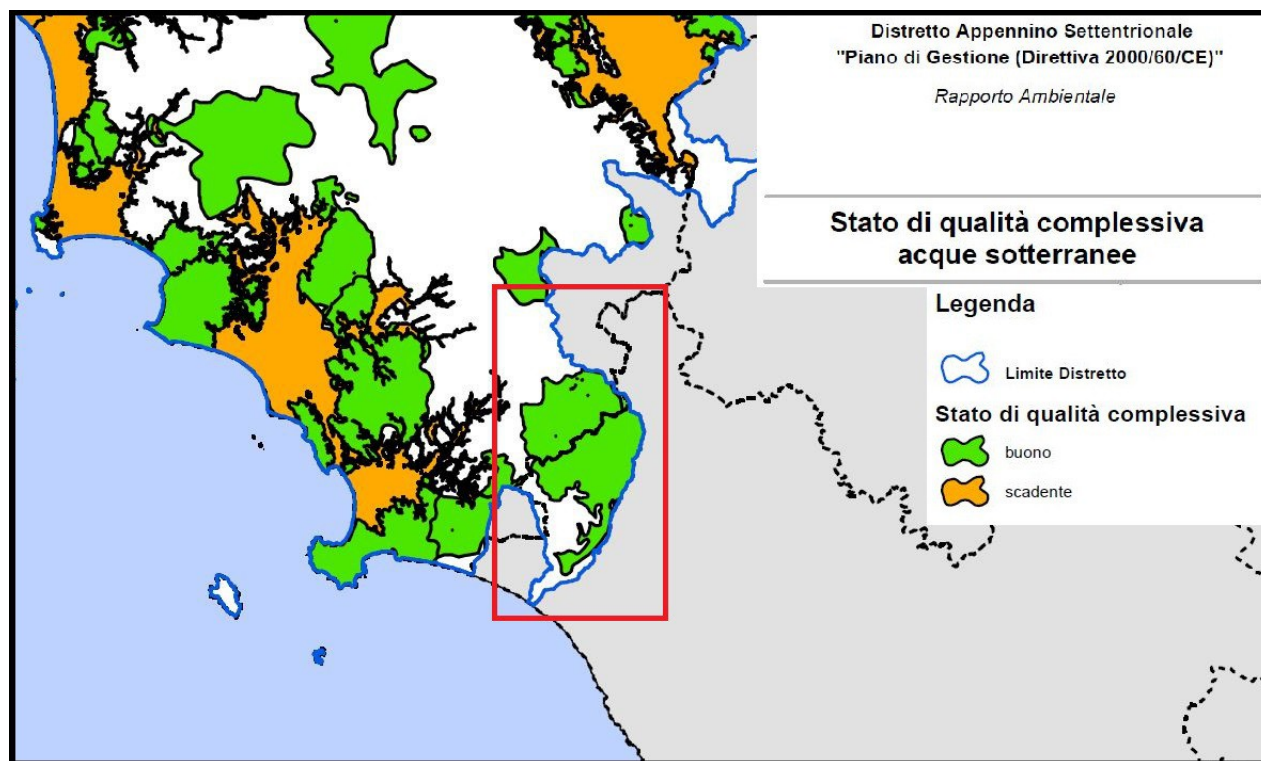 Distretto Appennino Settentrionale
"Piano di Gestione (Direttiva 2000/60/CE)"
Rapporto Ambientale
Stato di qualità complessiva
acque sotterranee
Legenda
Limite Distretto
Stato di qualità complessiva
buono
scadente